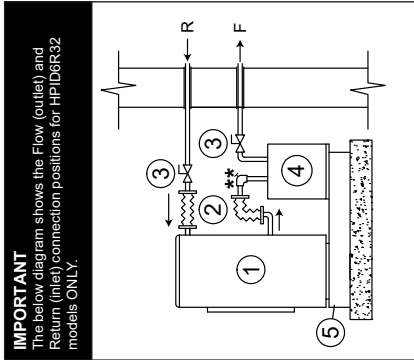 IMPORTANT
The below diagram shows the Flow (outlet) and
Return (inlet) connection positions for HPID6R32
models ONLY.
R
F
3
3
**
2
4
1
5